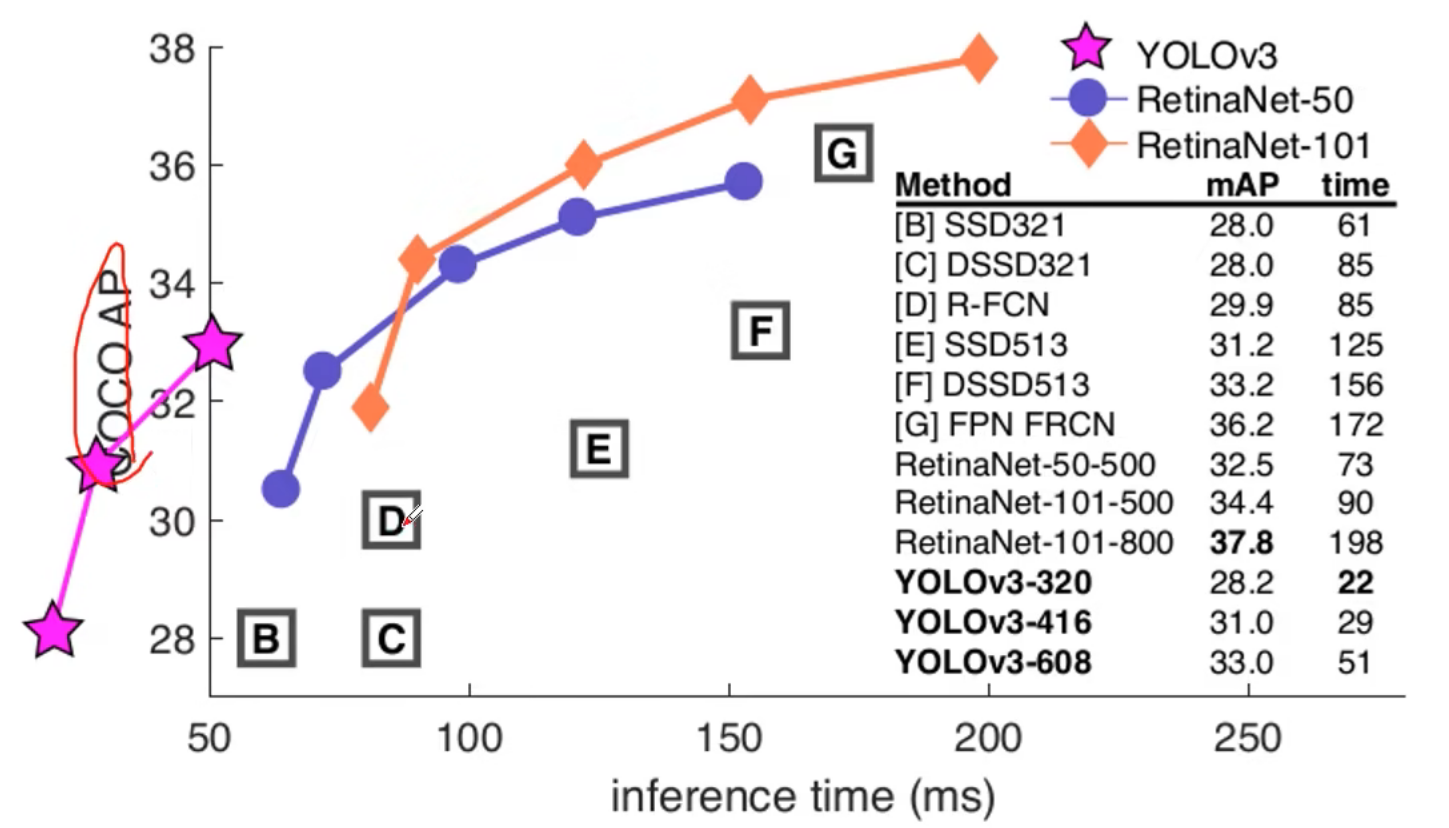 38
36
34
32
30
28
COCO AP
50
100
150
200
250
inference time (ms)
B
C
D
E
F
G
YOLOv3
RetinaNet-50
RetinaNet-101
Method mAP time
[B] SSD321 28.0 61
[C] DSSD321 28.0 85
[D] R-FCN 29.9 85
[E] SSD513 31.2 125
[F] DSSD513 33.2 156
[G] FPN FRCN 36.2 172
RetinaNet-50-500 32.5 73
RetinaNet-101-500 34.4 90
RetinaNet-101-800 37.8 198
YOLOv3-320 28.2 22
YOLOv3-416 31.0 29
YOLOv3-608 33.0 51